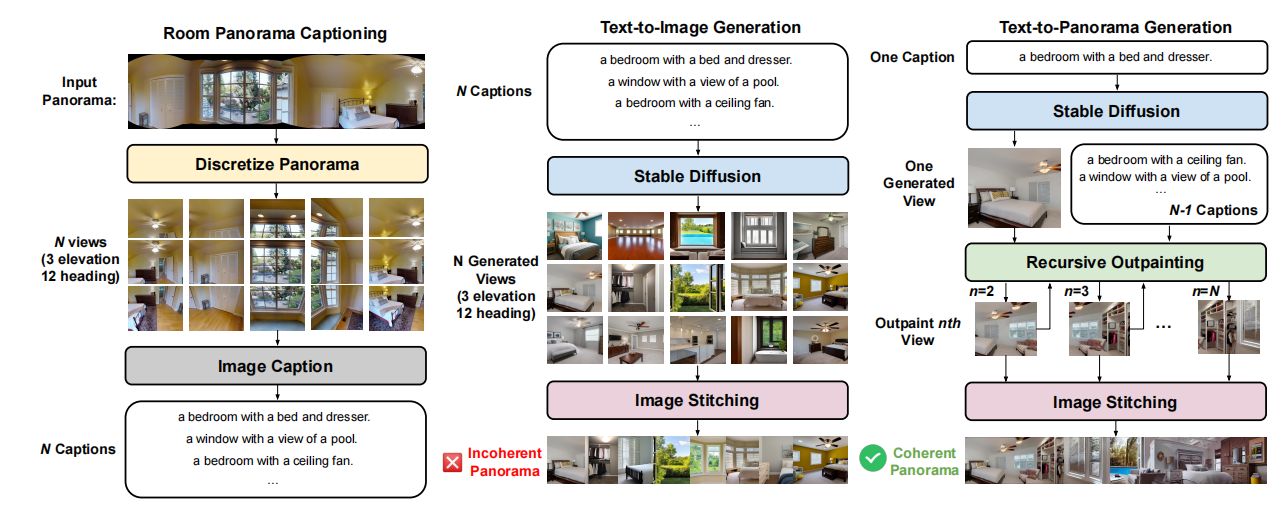 Room Panorama Captioning
Input
Panorama:
Discretize Panorama
N views
(3 elevation
12 heading)
Image Caption
N Captions
a bedroom with a bed and dresser.
a window with a view of a pool.
a bedroom with a ceiling fan.
...
Text-to-Image Generation
N Captions
a bedroom with a bed and dresser.
a window with a view of a pool.
a bedroom with a ceiling fan.
...
Stable Diffusion
N Generated
Views
(3 elevation
12 heading)
Image Stitching
Incoherent
Panorama
Text-to-Panorama Generation
One Caption
a bedroom with a bed and dresser.
Stable Diffusion
One
Generated
View
a bedroom with a ceiling fan.
a window with a view of a pool.
...
N-1 Captions
Recursive Outpainting
n=2
n=3
n=N
Outpaint nth
View
...
Image Stitching
Coherent
Panorama